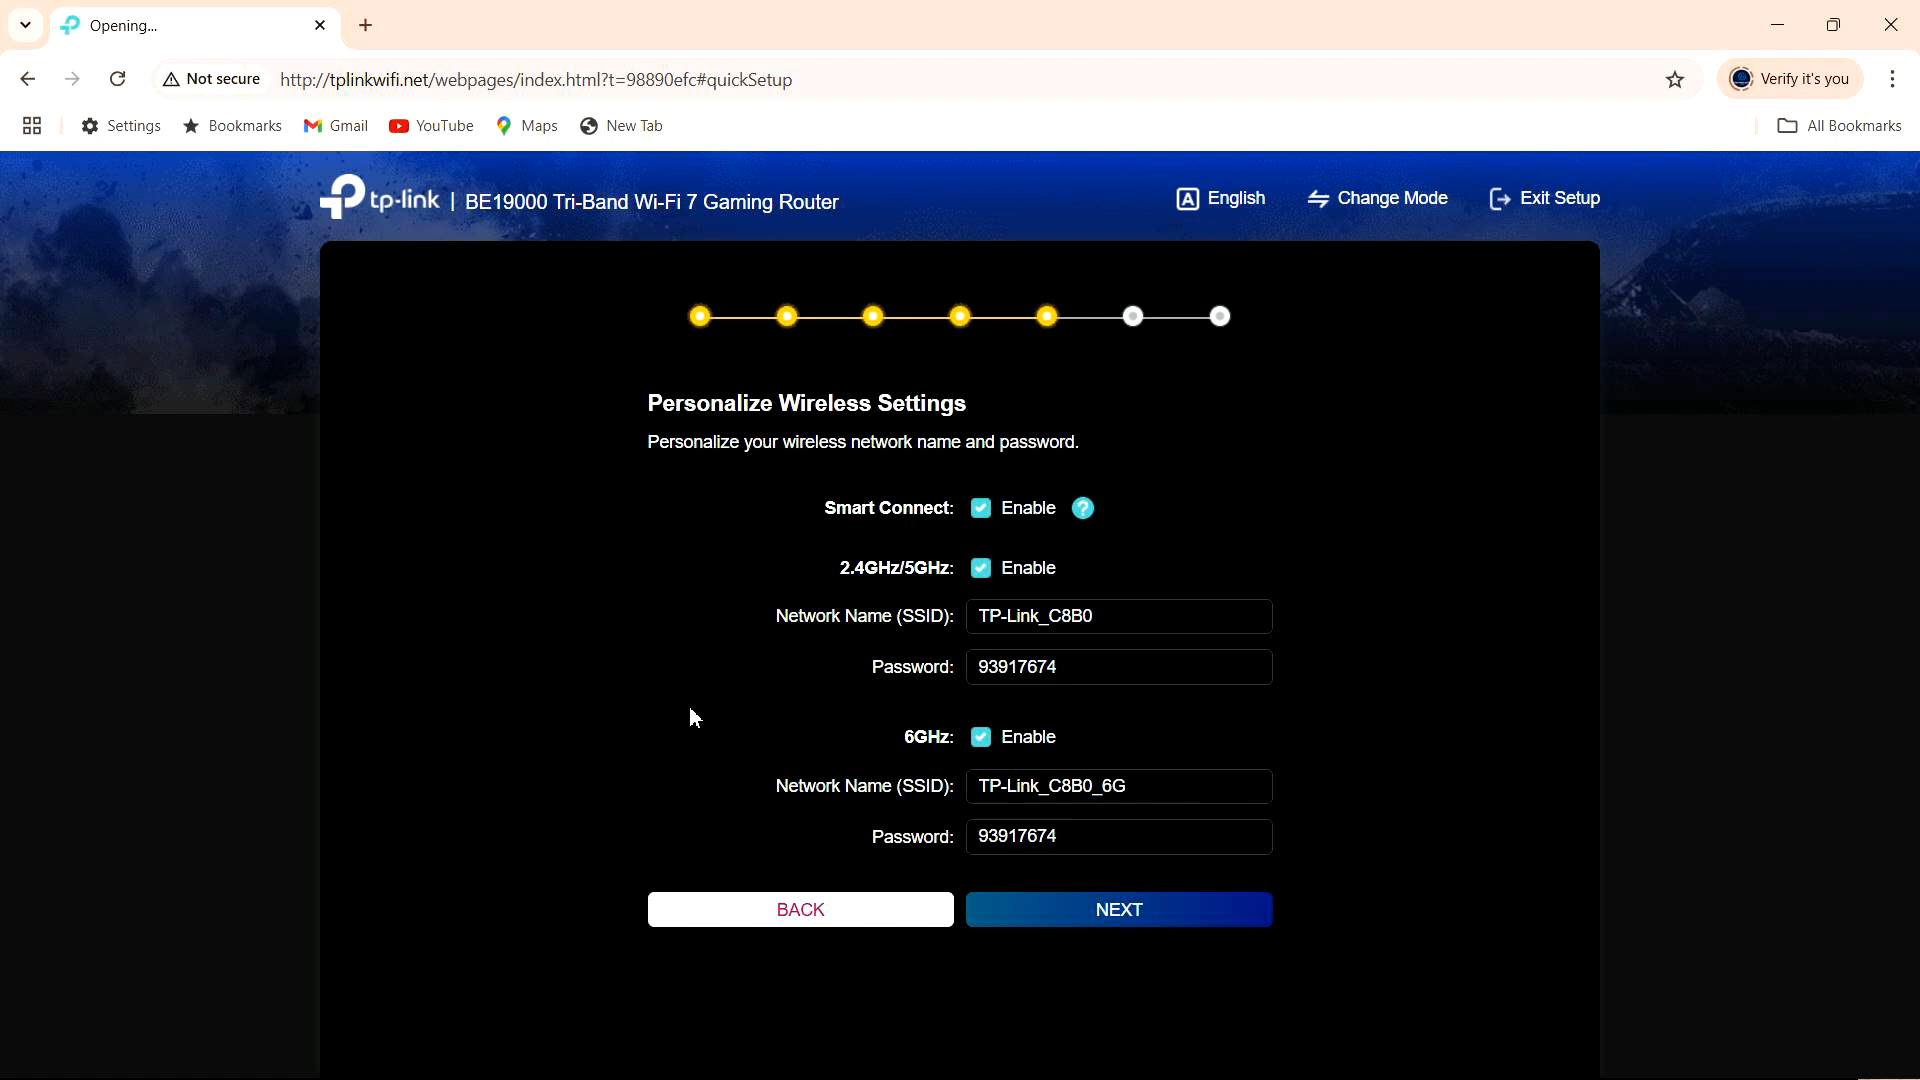 Opening...
Not secure http://tplinkwifi.net/webpages/index.html?t=98890efc#quickSetup Verify it's you
Settings Bookmarks Gmail YouTube Maps New Tab All Bookmarks
tp-link | BE19000 Tri-Band Wi-Fi 7 Gaming Router A English Change Mode Exit Setup
Personalize Wireless Settings
Personalize your wireless network name and password.
Smart Connect: Enable ?
2.4GHz/5GHz: Enable
Network Name (SSID): TP-Link_C8B0
Password: 93917674
6GHz: Enable
Network Name (SSID): TP-Link_C8B0_6G
Password: 93917674
BACK NEXT